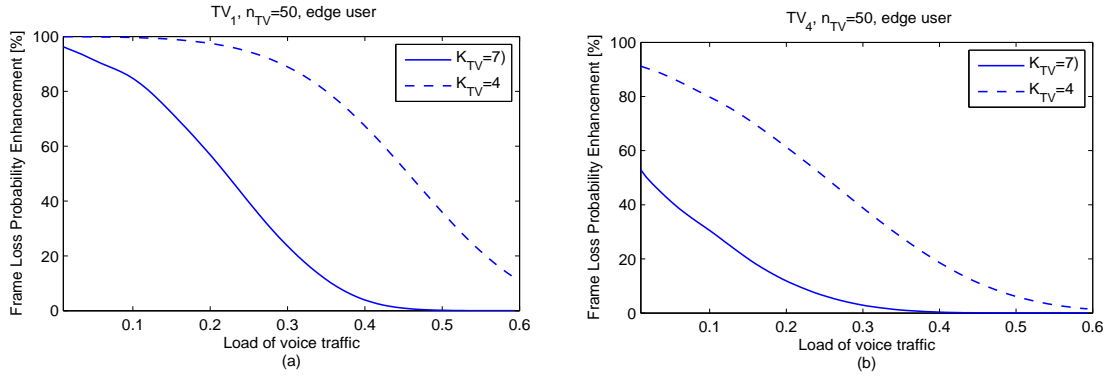 TV1, nTV=50, edge user
Frame Loss Probability Enhancement [%]
100
80
60
40
20
0
KTV=7)
KTV=4
0.1
0.2
0.3
0.4
0.5
0.6
Load of voice traffic
(a)
TV4, nTV=50, edge user
Frame Loss Probability Enhancement [%]
100
80
60
40
20
0
KTV=7)
KTV=4
0.1
0.2
0.3
0.4
0.5
0.6
Load of voice traffic
(b)